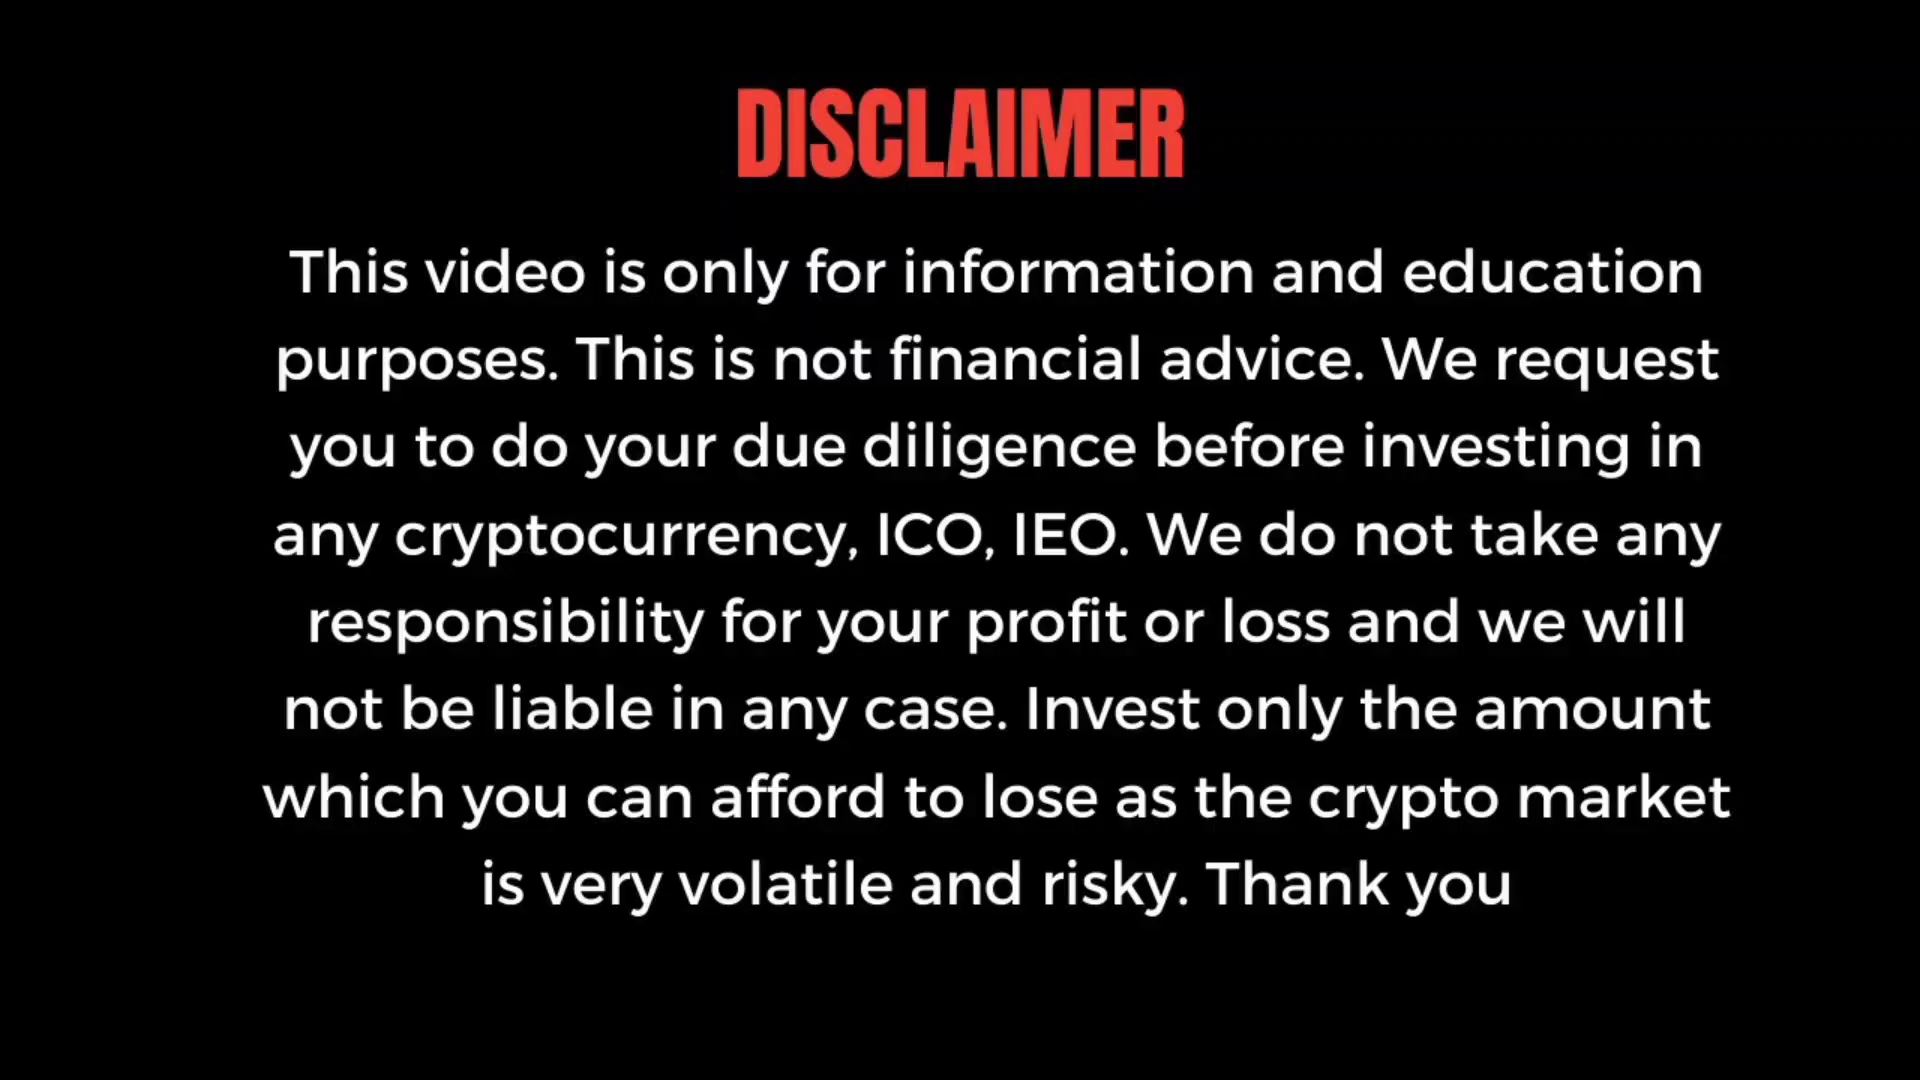 DISCLAIMER
This video is only for information and education
purposes. This is not financial advice. We request
you to do your due diligence before investing in
any cryptocurrency, ICO, IEO. We do not take any
responsibility for your profit or loss and we will
not be liable in any case. Invest only the amount
which you can afford to lose as the crypto market
is very volatile and risky. Thank you